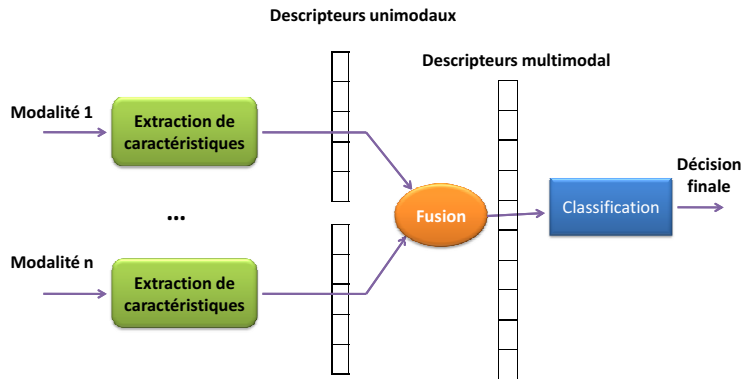 Descripteurs unimodaux
Descripteurs multimodal
Modalité 1
Extraction de
caractéristiques
Décision
finale
...
Fusion
Classification
Modalité n
Extraction de
caractéristiques